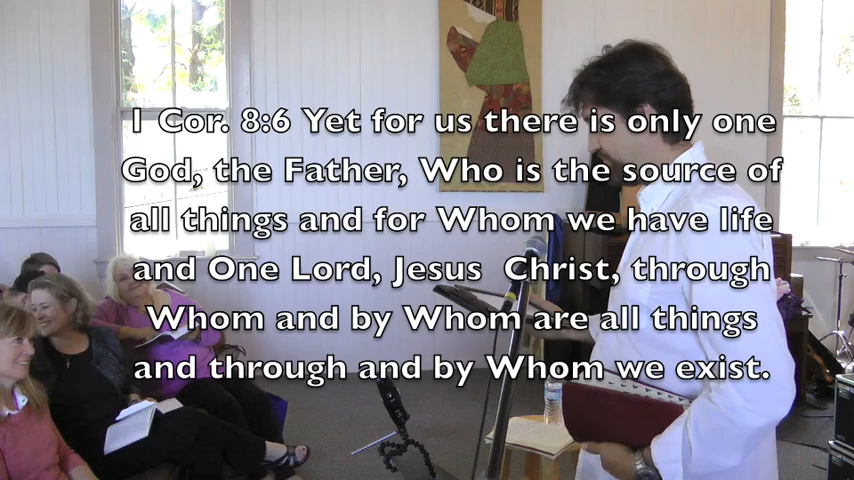 1 Cor. 8:6 Yet for us there is only one
God, the Father, Who is the source of
all things and for Whom we have life
and One Lord, Jesus  Christ, through
Whom and by Whom are all things
and through and by Whom we exist.